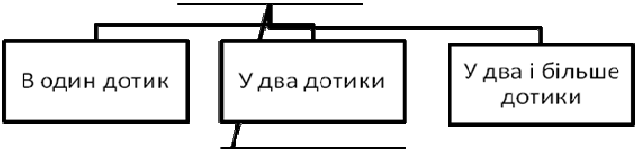 В один дотик
У два дотики
У два і більше
дотики